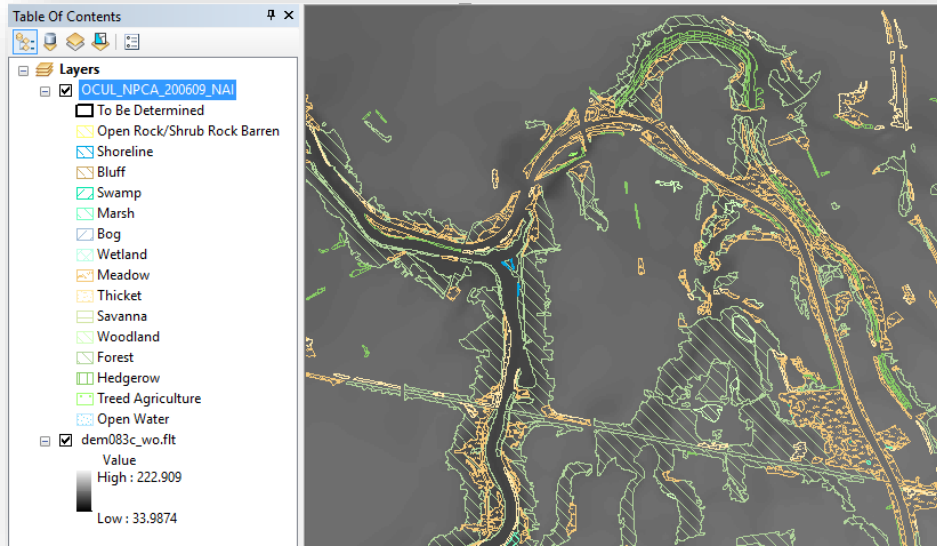 Table Of Contents
Layers
OCUL_NPCA_200609_NAI
To Be Determined
Open Rock/Shrub Rock Barren
Shoreline
Bluff
Swamp
Marsh
Bog
Wetland
Meadow
Thicket
Savanna
Woodland
Forest
Hedgerow
Treed Agriculture
Open Water
dem083c_wo.flt
Value
High : 222.909
Low : 33.9874